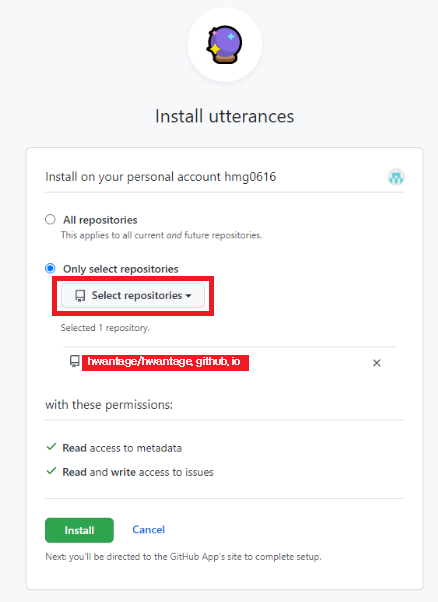 Install utterances
Install on your personal account hmg0616
All repositories
This applies to all current and future repositories.
Only select repositories
Select repositories
Selected 1 repository.
hwantage/hwantage, github, io
with these permissions:
Read access to metadata
Read and write access to issues
Install Cancel
Next: you'll be directed to the GitHub App's site to complete setup.